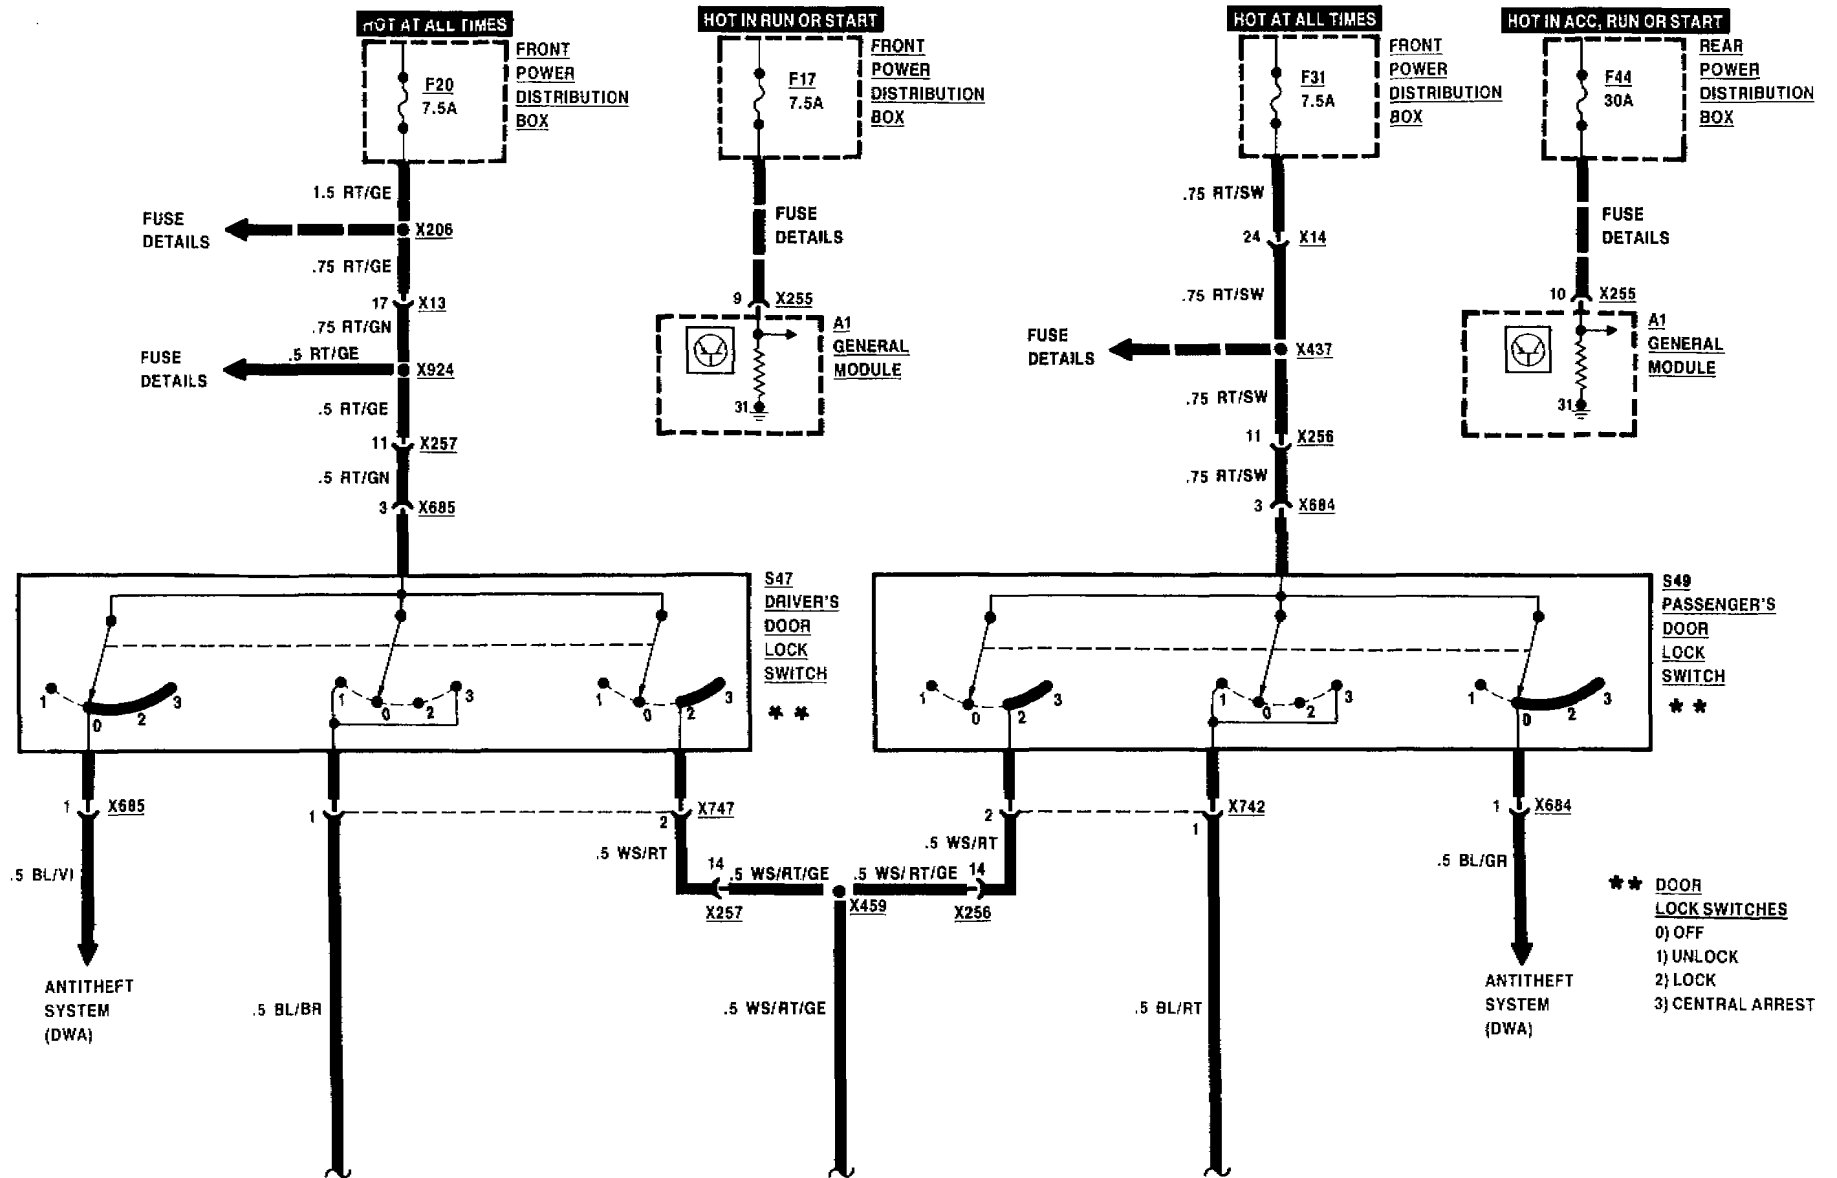 HOT AT ALL TIMES
FRONT
POWER
DISTRIBUTION
BOX
F20
7.5A
HOT IN RUN OR START
FRONT
POWER
DISTRIBUTION
BOX
F17
7.5A
HOT AT ALL TIMES
FRONT
POWER
DISTRIBUTION
BOX
F31
7.5A
HOT IN ACC, RUN OR START
REAR
POWER
DISTRIBUTION
BOX
F44
30A
1.5 RT/GE
FUSE
DETAILS
X206
.75 RT/GE
17 X13
.75 RT/GN
.5 RT/GE
FUSE
DETAILS
X924
.5 RT/GE
11 X257
.5 RT/GN
3 X685
FUSE
DETAILS
9 X255
A1
GENERAL
MODULE
31
.75 RT/SW
24 X14
.75 RT/SW
FUSE
DETAILS
X437
.75 RT/SW
11 X256
.75 RT/SW
3 X684
FUSE
DETAILS
10 X255
A1
GENERAL
MODULE
31
S47
DRIVER'S
DOOR
LOCK
SWITCH
* *
1 0 2 3
1 0 2 3
1 0 2 3
S49
PASSENGER'S
DOOR
LOCK
SWITCH
* *
1 0 2 3
1 0 2 3
1 0 2 3
1 X685
1
X747
2
2
X742
1
1 X684
.5 BL/VI
.5 WS/RT
14
.5 WS/RT/GE
X257
X459
.5 WS/RT/GE
14
X256
.5 WS/RT
.5 BL/GR
ANTITHEFT
SYSTEM
(DWA)
.5 BL/BR
.5 WS/RT/GE
.5 BL/RT
ANTITHEFT
SYSTEM
(DWA)
** DOOR
LOCK SWITCHES
0) OFF
1) UNLOCK
2) LOCK
3) CENTRAL ARREST